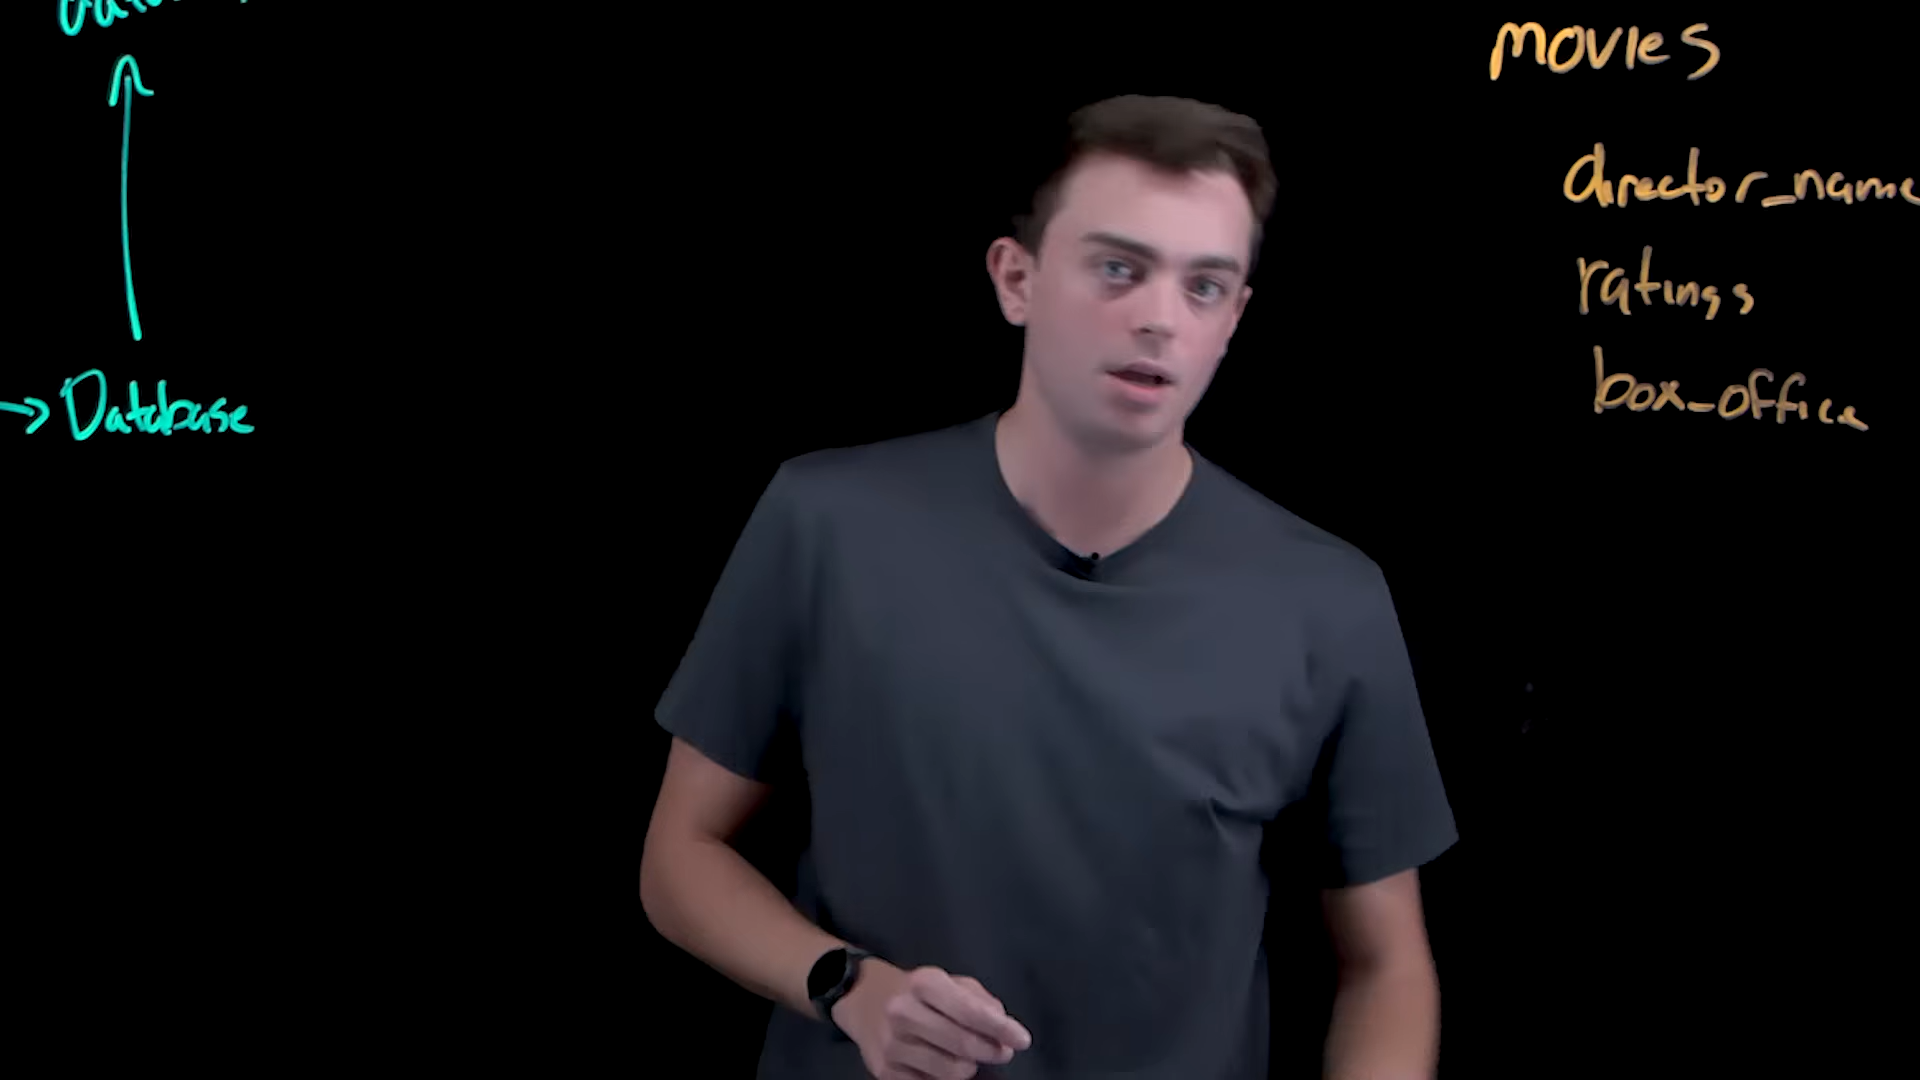 movies
director_name
ratings
box_office
Database